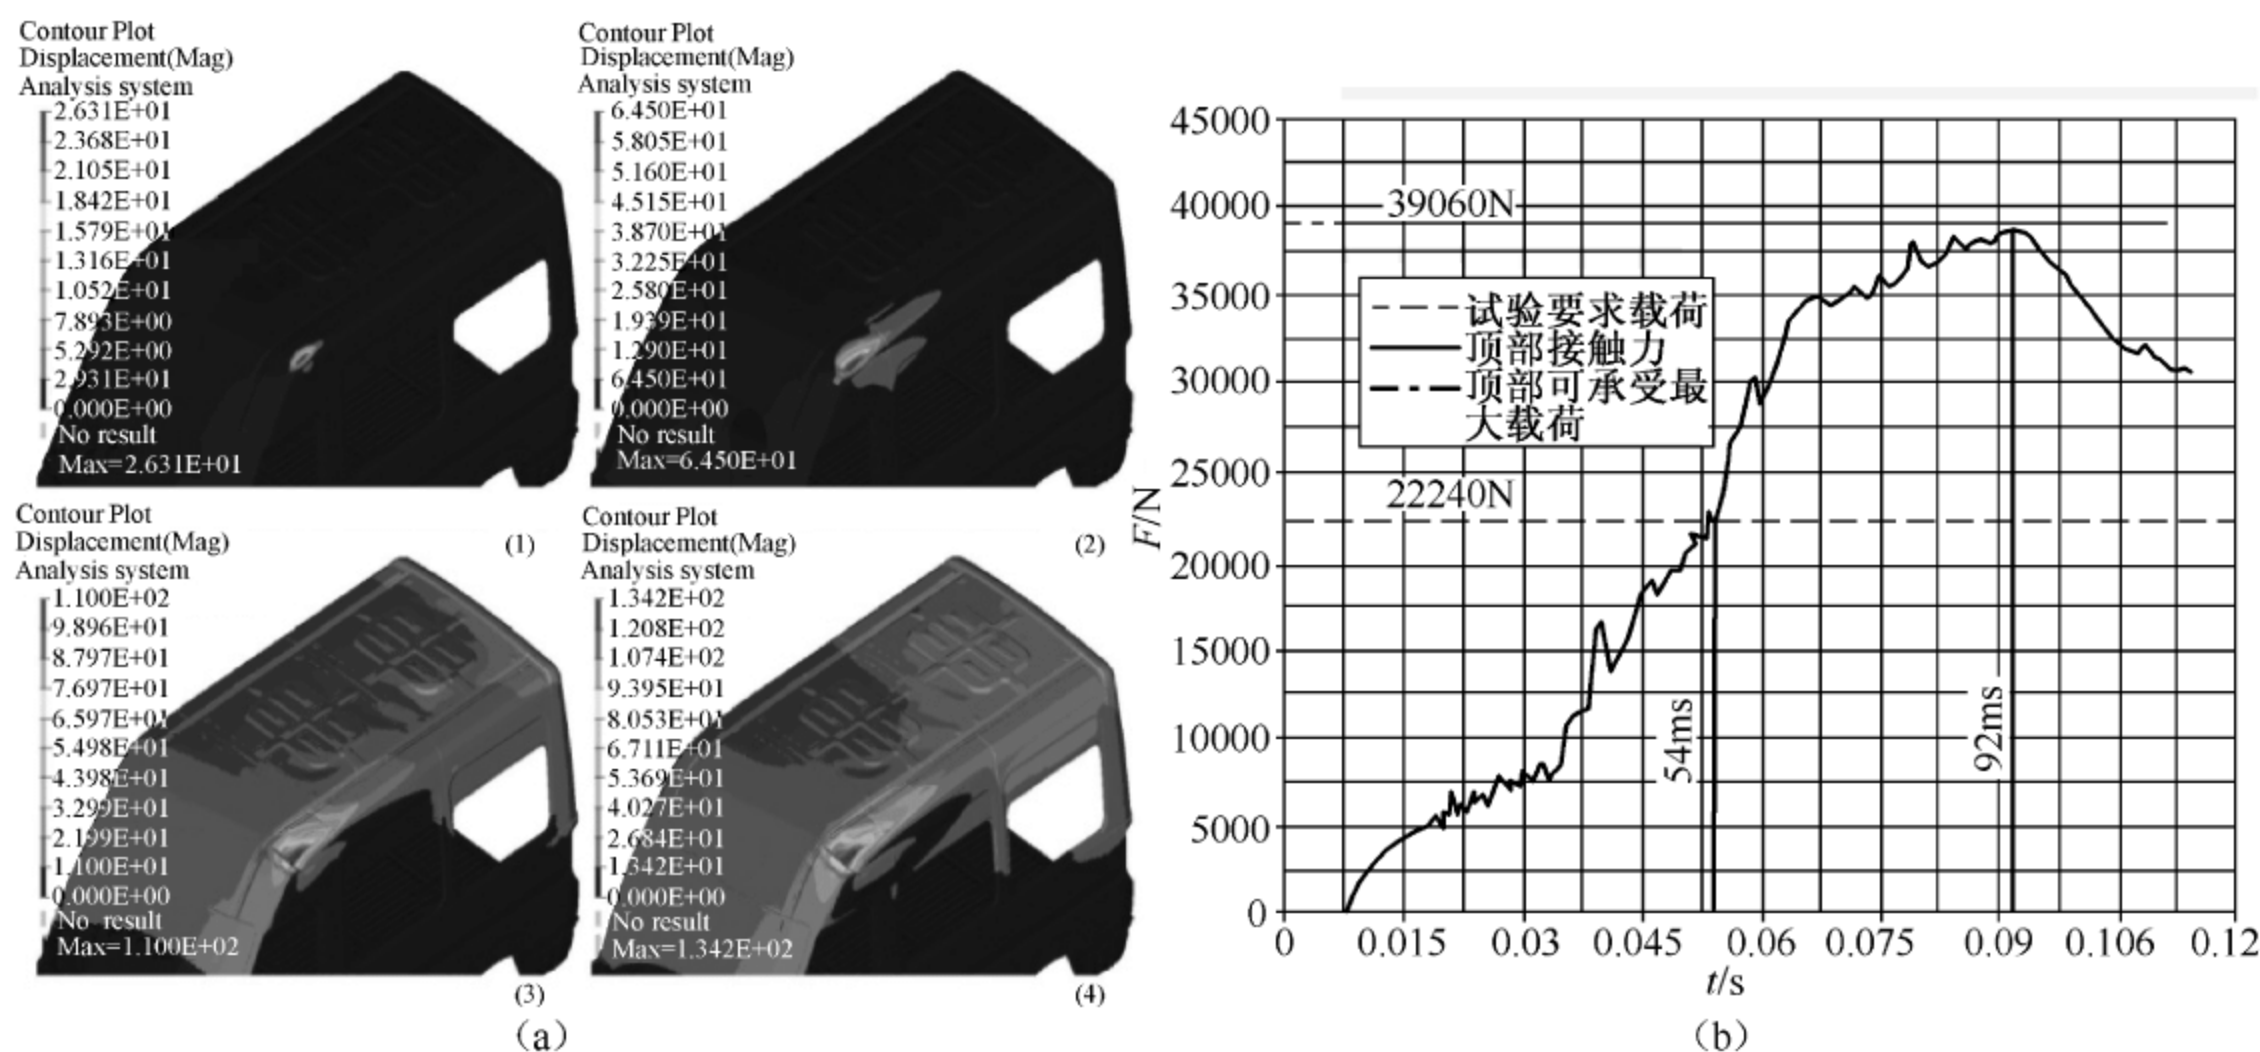 Contour Plot
Displacement(Mag)
Analysis system
2.631E+01
2.368E+01
2.105E+01
1.842E+01
1.579E+01
1.316E+01
1.052E+01
7.893E+00
5.292E+00
2.931E+01
0.000E+00
No result
Max=2.631E+01
(1)
Contour Plot
Displacement(Mag)
Analysis system
6.450E+01
5.805E+01
5.160E+01
4.515E+01
3.870E+01
3.225E+01
2.580E+01
1.939E+01
1.290E+01
6.450E+01
0.000E+00
No result
Max=6.450E+01
(2)
Contour Plot
Displacement(Mag)
Analysis system
1.100E+02
9.896E+01
8.797E+01
7.697E+01
6.597E+01
5.498E+01
4.398E+01
3.299E+01
2.199E+01
1.100E+01
0.000E+00
No result
Max=1.100E+02
(3)
Contour Plot
Displacement(Mag)
Analysis system
1.342E+02
1.208E+02
1.074E+02
9.395E+01
8.053E+01
6.711E+01
5.369E+01
4.027E+01
2.684E+01
1.342E+01
0.000E+00
No result
Max=1.342E+02
(4)
(a)
45000
40000
35000
30000
25000
20000
15000
10000
5000
0
F/N
39060N
试验要求载荷
顶部接触力
顶部可承受最
大载荷
22240N
54ms
92ms
0
0.015
0.03
0.045
0.06
0.075
0.09
0.106
0.12
t/s
(b)